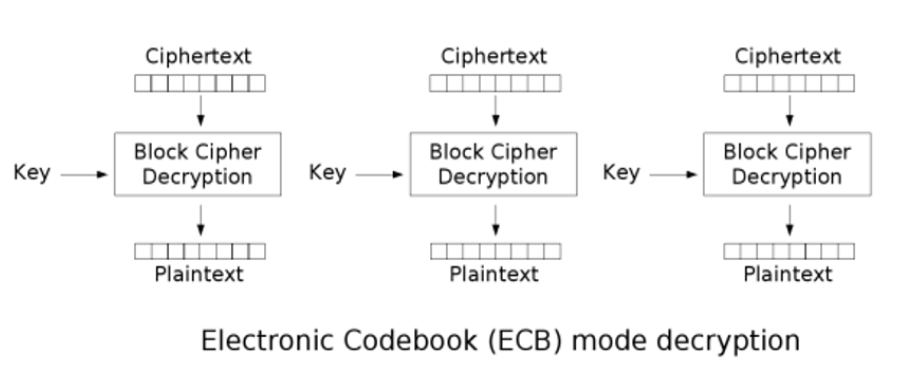 Ciphertext
Ciphertext
Ciphertext
Key
Block Cipher
Decryption
Key
Block Cipher
Decryption
Key
Block Cipher
Decryption
Plaintext
Plaintext
Plaintext
Electronic Codebook (ECB) mode decryption